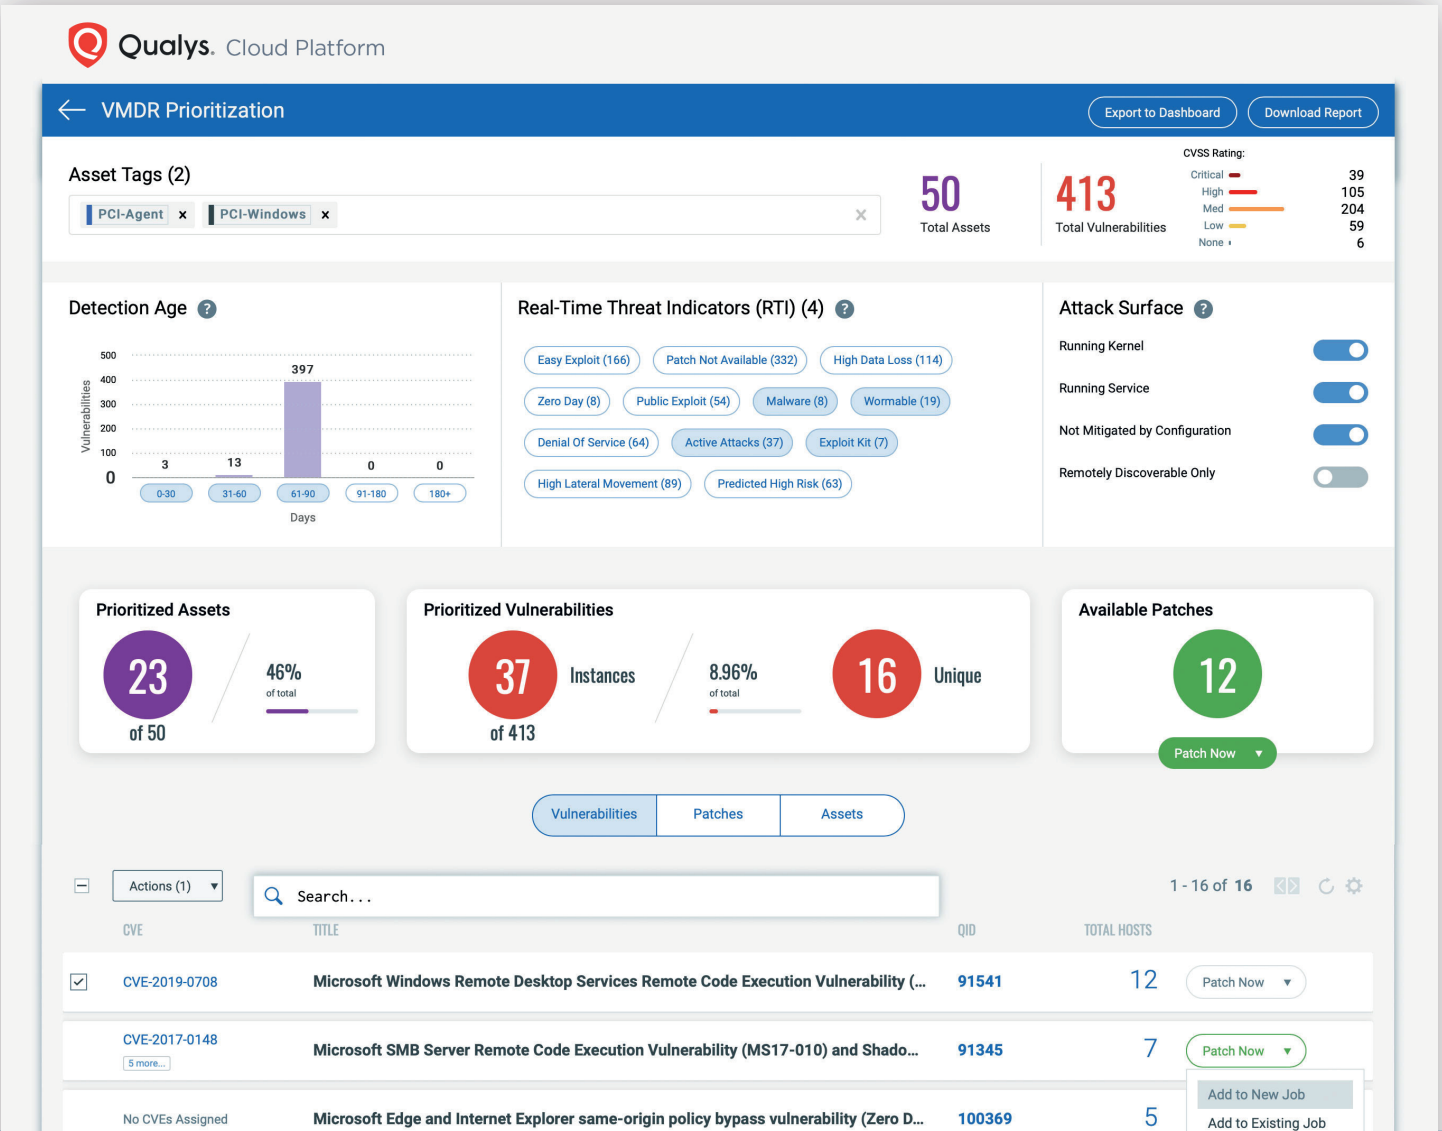 Qualys. Cloud Platform
VMDR Prioritization
Export to Dashboard
Download Report
Asset Tags (2)
PCI-Agent x
PCI-Windows x
50
Total Assets
413
Total Vulnerabilities
CVSS Rating:
Critical 39
High 105
Med 204
Low 59
None 6
Detection Age ?
Vulnerabilities
500
400
300
200
100
0
3
13
397
0
0
0-30
31-60
61-90
91-180
180+
Days
Real-Time Threat Indicators (RTI) (4) ?
Easy Exploit (166)
Patch Not Available (332)
High Data Loss (114)
Zero Day (8)
Public Exploit (54)
Malware (8)
Wormable (19)
Denial Of Service (64)
Active Attacks (37)
Exploit Kit (7)
High Lateral Movement (89)
Predicted High Risk (63)
Attack Surface ?
Running Kernel
Running Service
Not Mitigated by Configuration
Remotely Discoverable Only
Prioritized Assets
23
of 50
46%
of total
Prioritized Vulnerabilities
37 Instances
of 413
8.96%
of total
16 Unique
Available Patches
12
Patch Now
Vulnerabilities
Patches
Assets
Actions (1)
Search...
1 - 16 of 16
CVE TITLE QID TOTAL HOSTS
CVE-2019-0708 Microsoft Windows Remote Desktop Services Remote Code Execution Vulnerability (... 91541 12 Patch Now
CVE-2017-0148 Microsoft SMB Server Remote Code Execution Vulnerability (MS17-010) and Shado... 91345 7 Patch Now
5 more...
Add to New Job
No CVEs Assigned Microsoft Edge and Internet Explorer same-origin policy bypass vulnerability (Zero D... 100369 5
Add to Existing Job